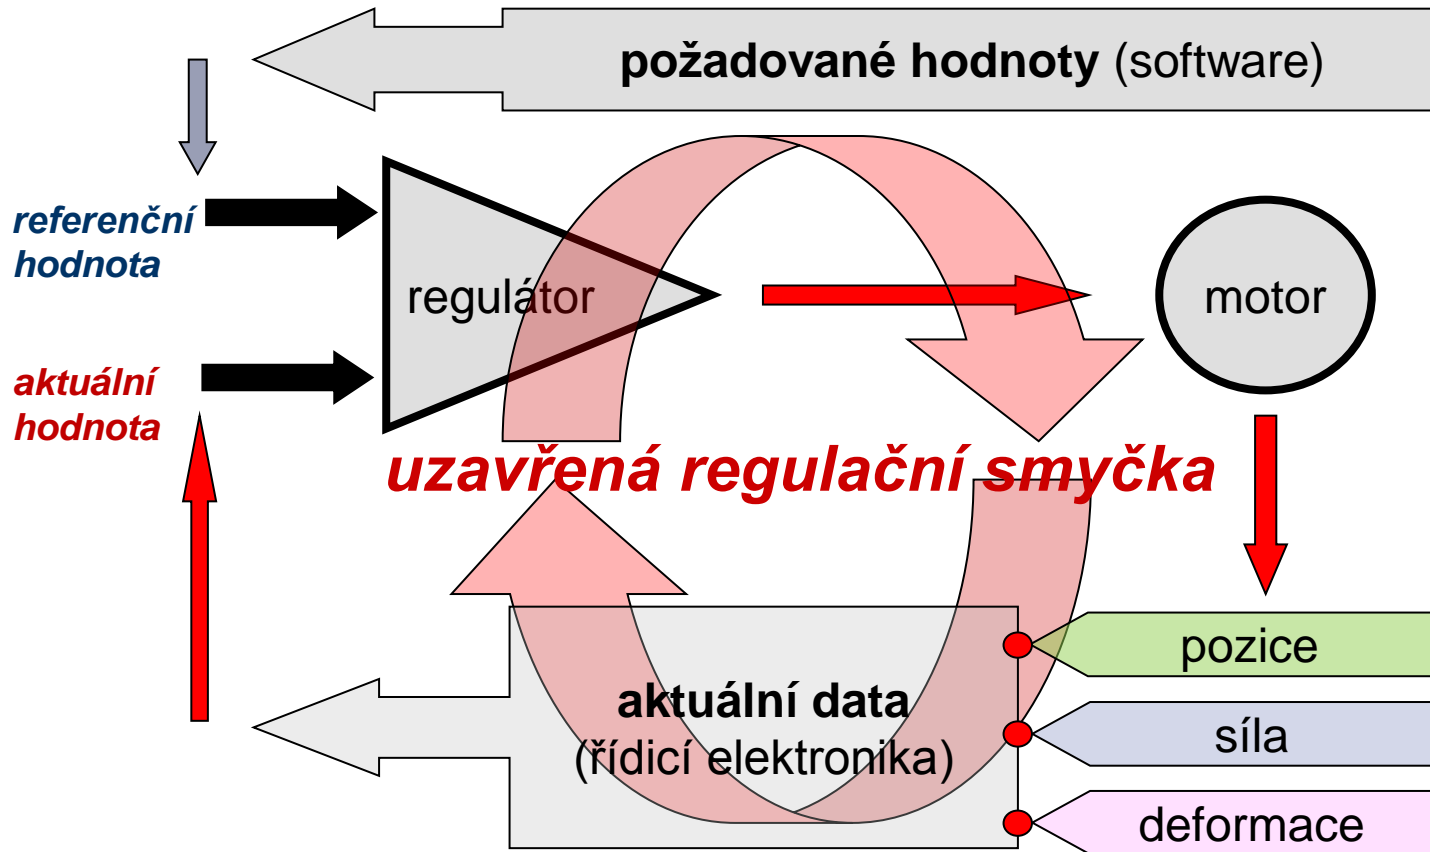 požadované hodnoty (software)
referenční
hodnota
regulátor
motor
aktuální
hodnota
uzavřená regulační smyčka
pozice
aktuální data
(řídicí elektronika)
síla
deformace